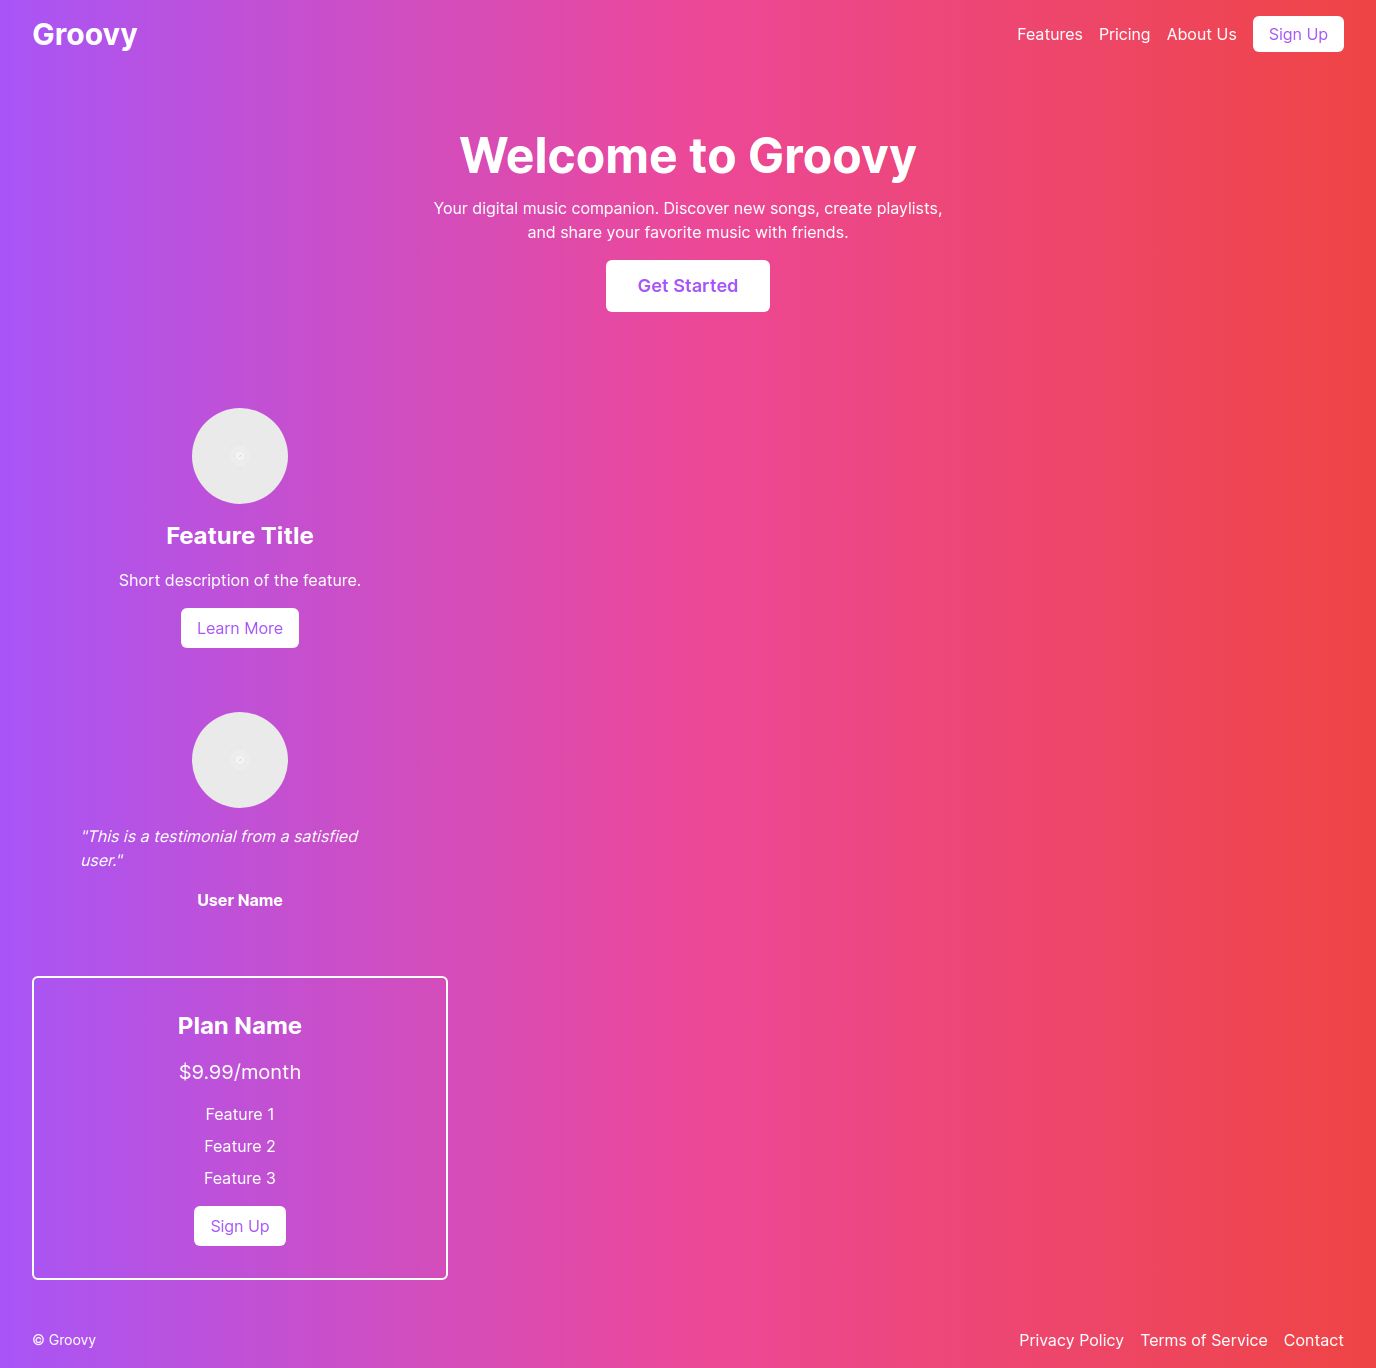 Groovy
Features
Pricing
About Us
Sign Up
Welcome to Groovy
Your digital music companion. Discover new songs, create playlists,
and share your favorite music with friends.
Get Started
Feature Title
Short description of the feature.
Learn More
"This is a testimonial from a satisfied
user."
User Name
Plan Name
$9.99/month
Feature 1
Feature 2
Feature 3
Sign Up
© Groovy
Privacy Policy
Terms of Service
Contact